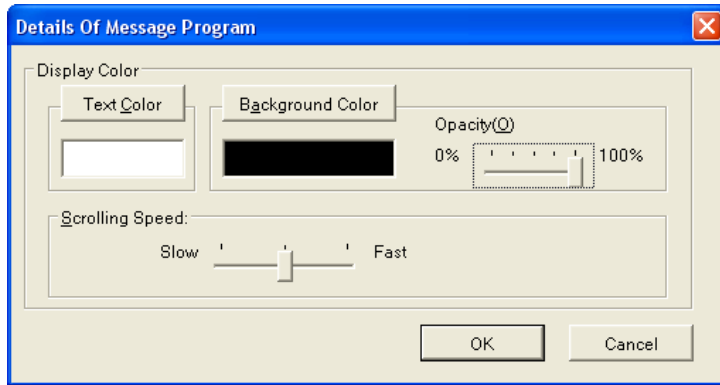 Details Of Message Program
Display Color
Text Color
Background Color
Opacity(O)
0%
100%
Scrolling Speed:
Slow
Fast
OK
Cancel